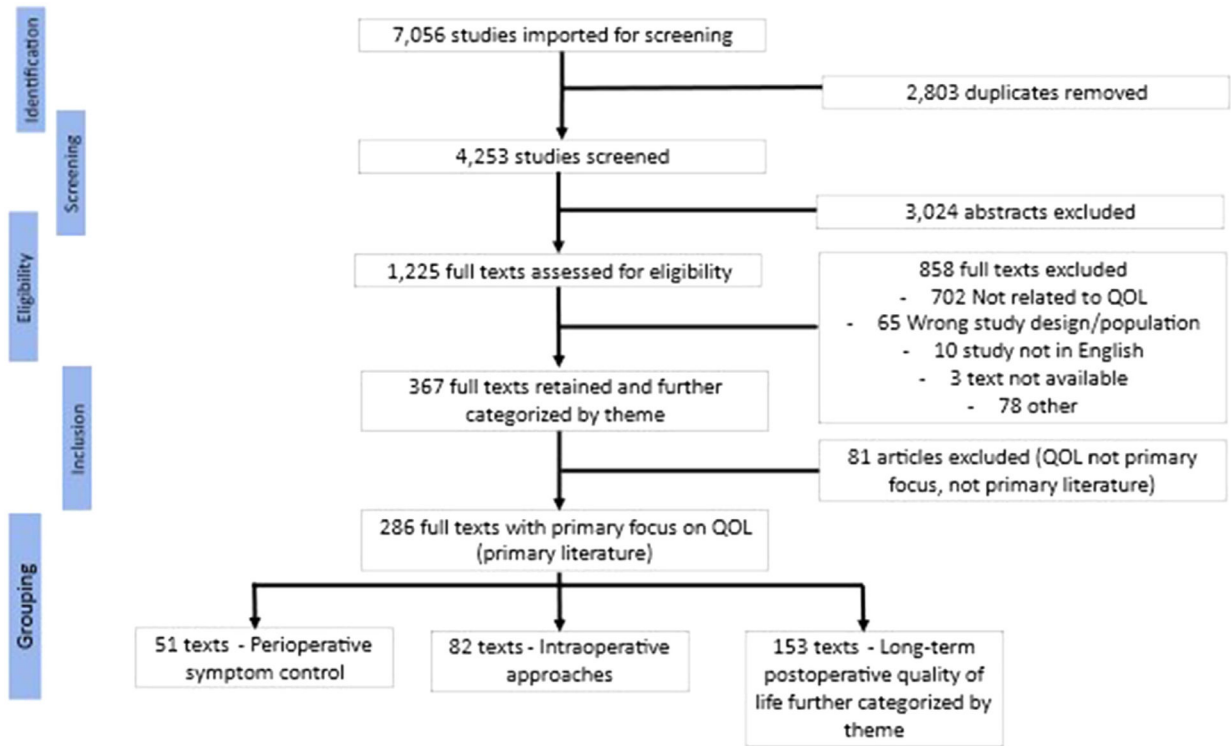 Identification
7,056 studies imported for screening
2,803 duplicates removed
Screening
4,253 studies screened
3,024 abstracts excluded
Eligibility
1,225 full texts assessed for eligibility
858 full texts excluded
- 702 Not related to QOL
- 65 Wrong study design/population
- 10 study not in English
- 3 text not available
- 78 other
Inclusion
367 full texts retained and further
categorized by theme
81 articles excluded (QOL not primary
focus, not primary literature)
286 full texts with primary focus on QOL
(primary literature)
Grouping
51 texts - Perioperative
symptom control
82 texts - Intraoperative
approaches
153 texts - Long-term
postoperative quality of
life further categorized by
theme